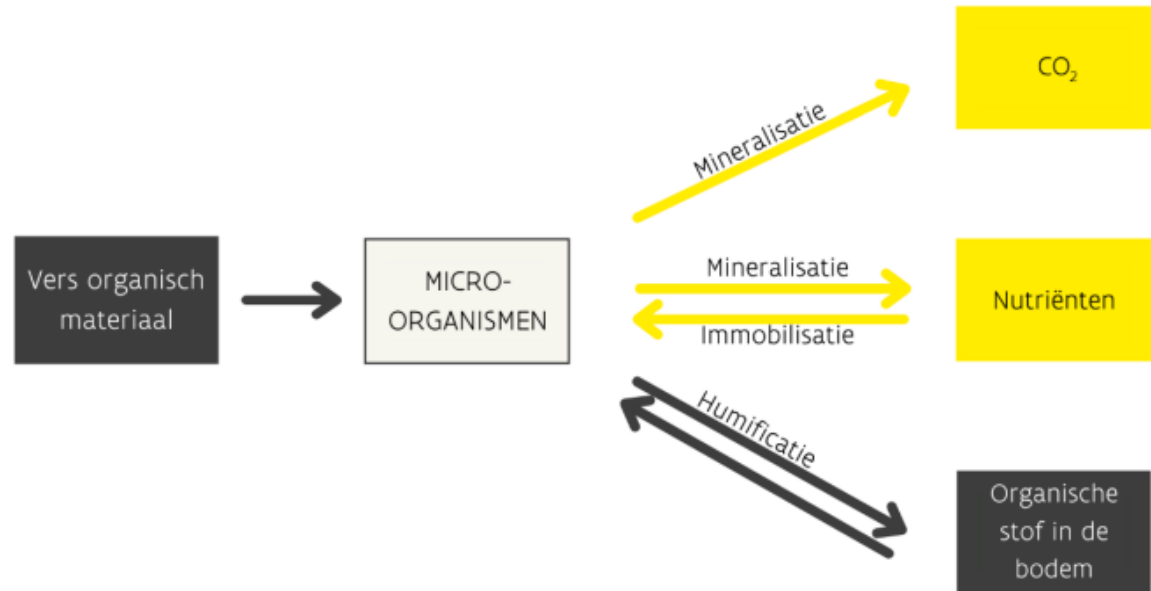 CO₂
Mineralisatie
Vers organisch
materiaal
MICRO-
ORGANISMEN
Mineralisatie
Immobilisatie
Nutriënten
Humificatie
Organische
stof in de
bodem